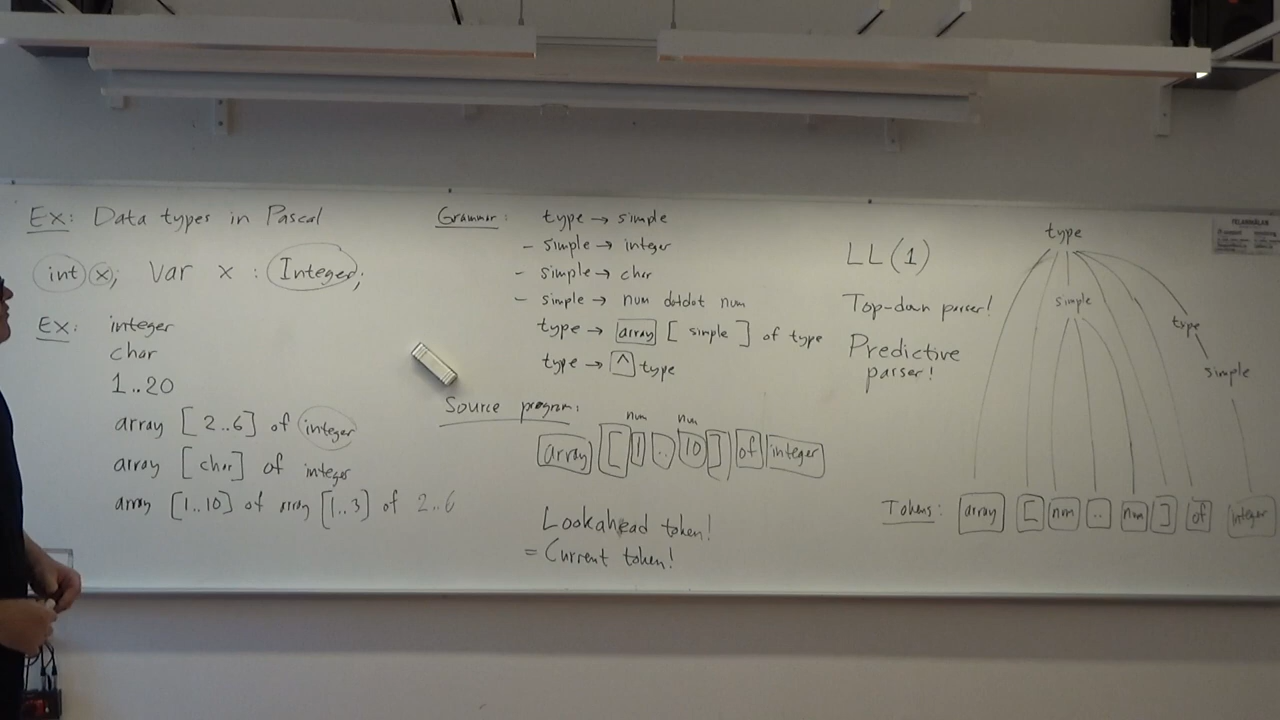 Ex: Data types in Pascal
int x; Var x : Integer;
Ex: integer
char
1..20
array [2..6] of integer
array [char] of integer
array [1..10] of array [1..3] of 2..6
Grammar: type → simple
- simple → integer
- simple → char
- simple → num dotdot num
type → array [ simple ] of type
type → ^ type
Source program:
num num
array [ 1 .. 10 ] of integer
Lookahead token!
= Current token!
LL(1)
Top-down parser!
Predictive
parser!
type
simple
type
simple
Tokens: array [ num .. num ] of integer